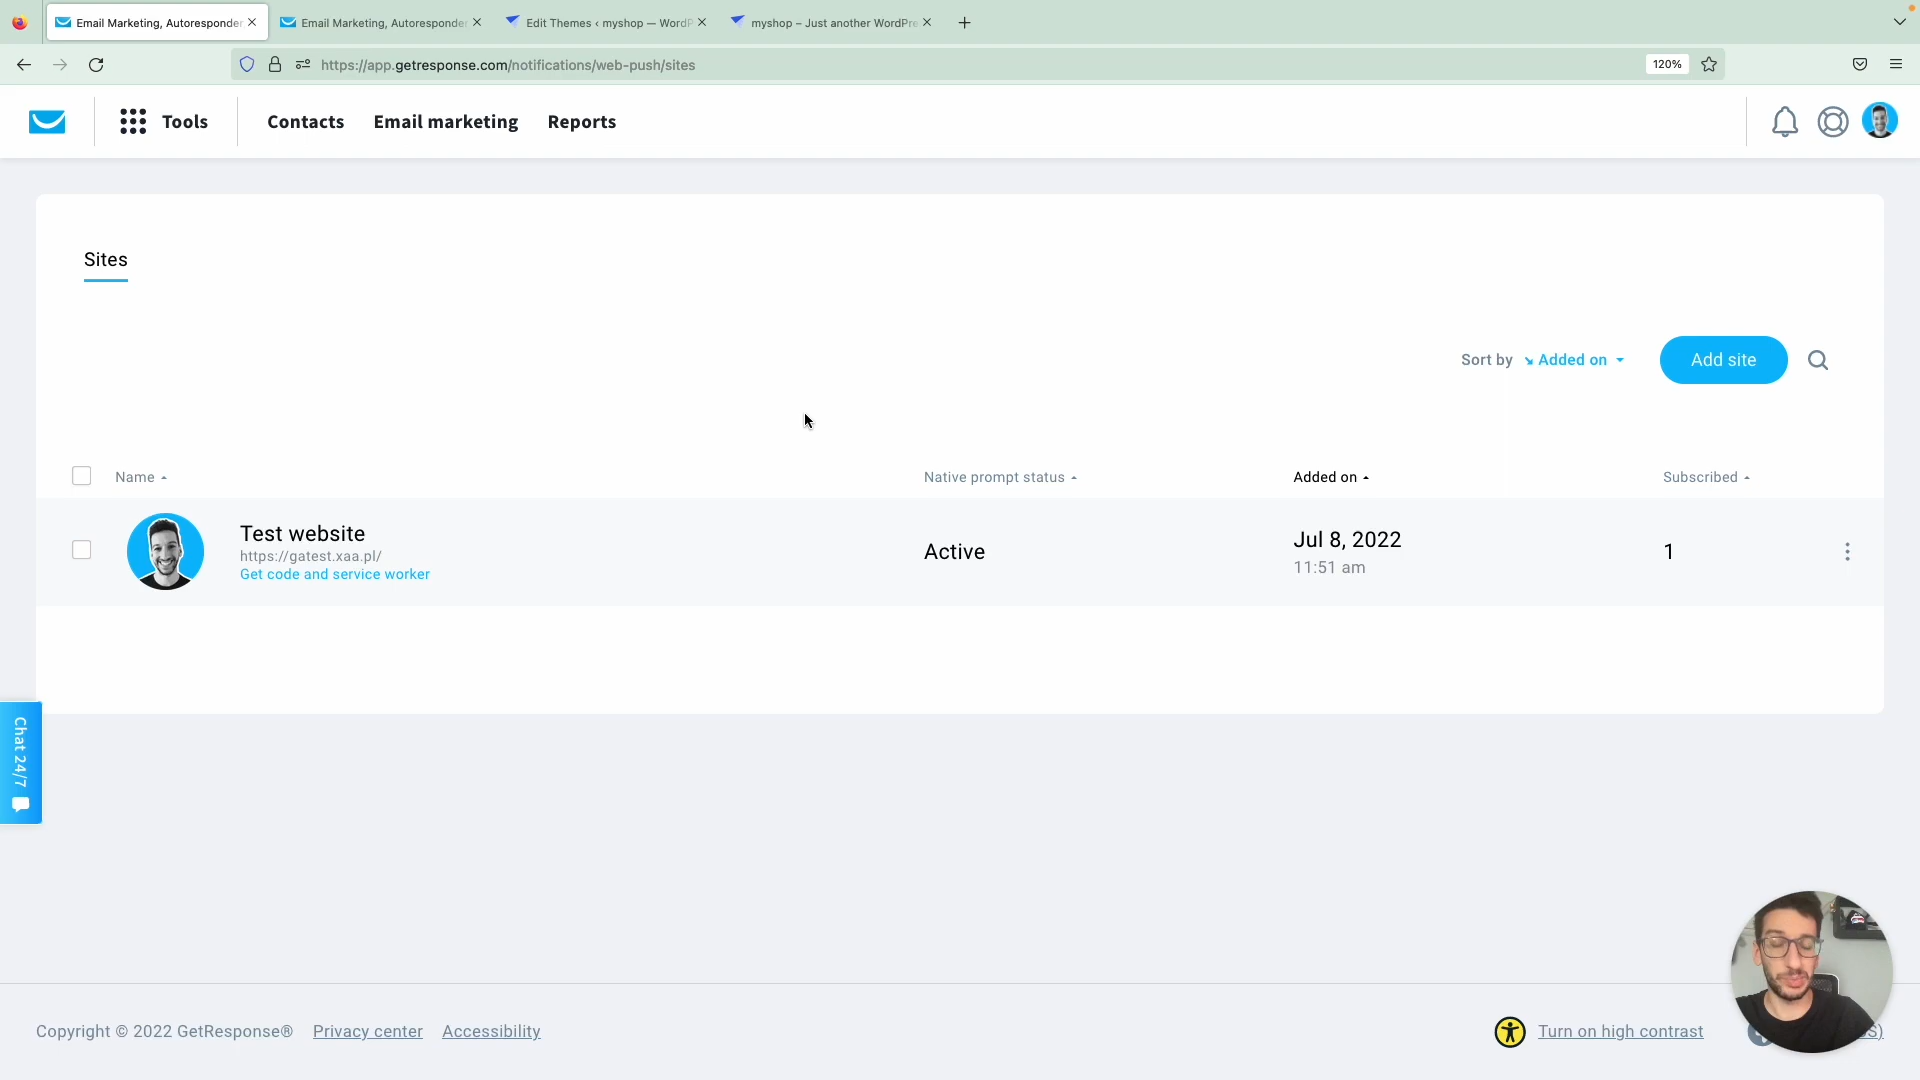 Email Marketing, Autoresponder
Email Marketing, Autoresponder
Edit Themes ‹ myshop — WordP
myshop – Just another WordPre
https://app.getresponse.com/notifications/web-push/sites
120%
Tools
Contacts
Email marketing
Reports
Sites
Sort by
Added on
Add site
Name
Native prompt status
Added on
Subscribed
Test website
https://gatest.xaa.pl/
Get code and service worker
Active
Jul 8, 2022
11:51 am
1
Chat 24/7
Copyright © 2022 GetResponse®
Privacy center
Accessibility
Turn on high contrast
S)